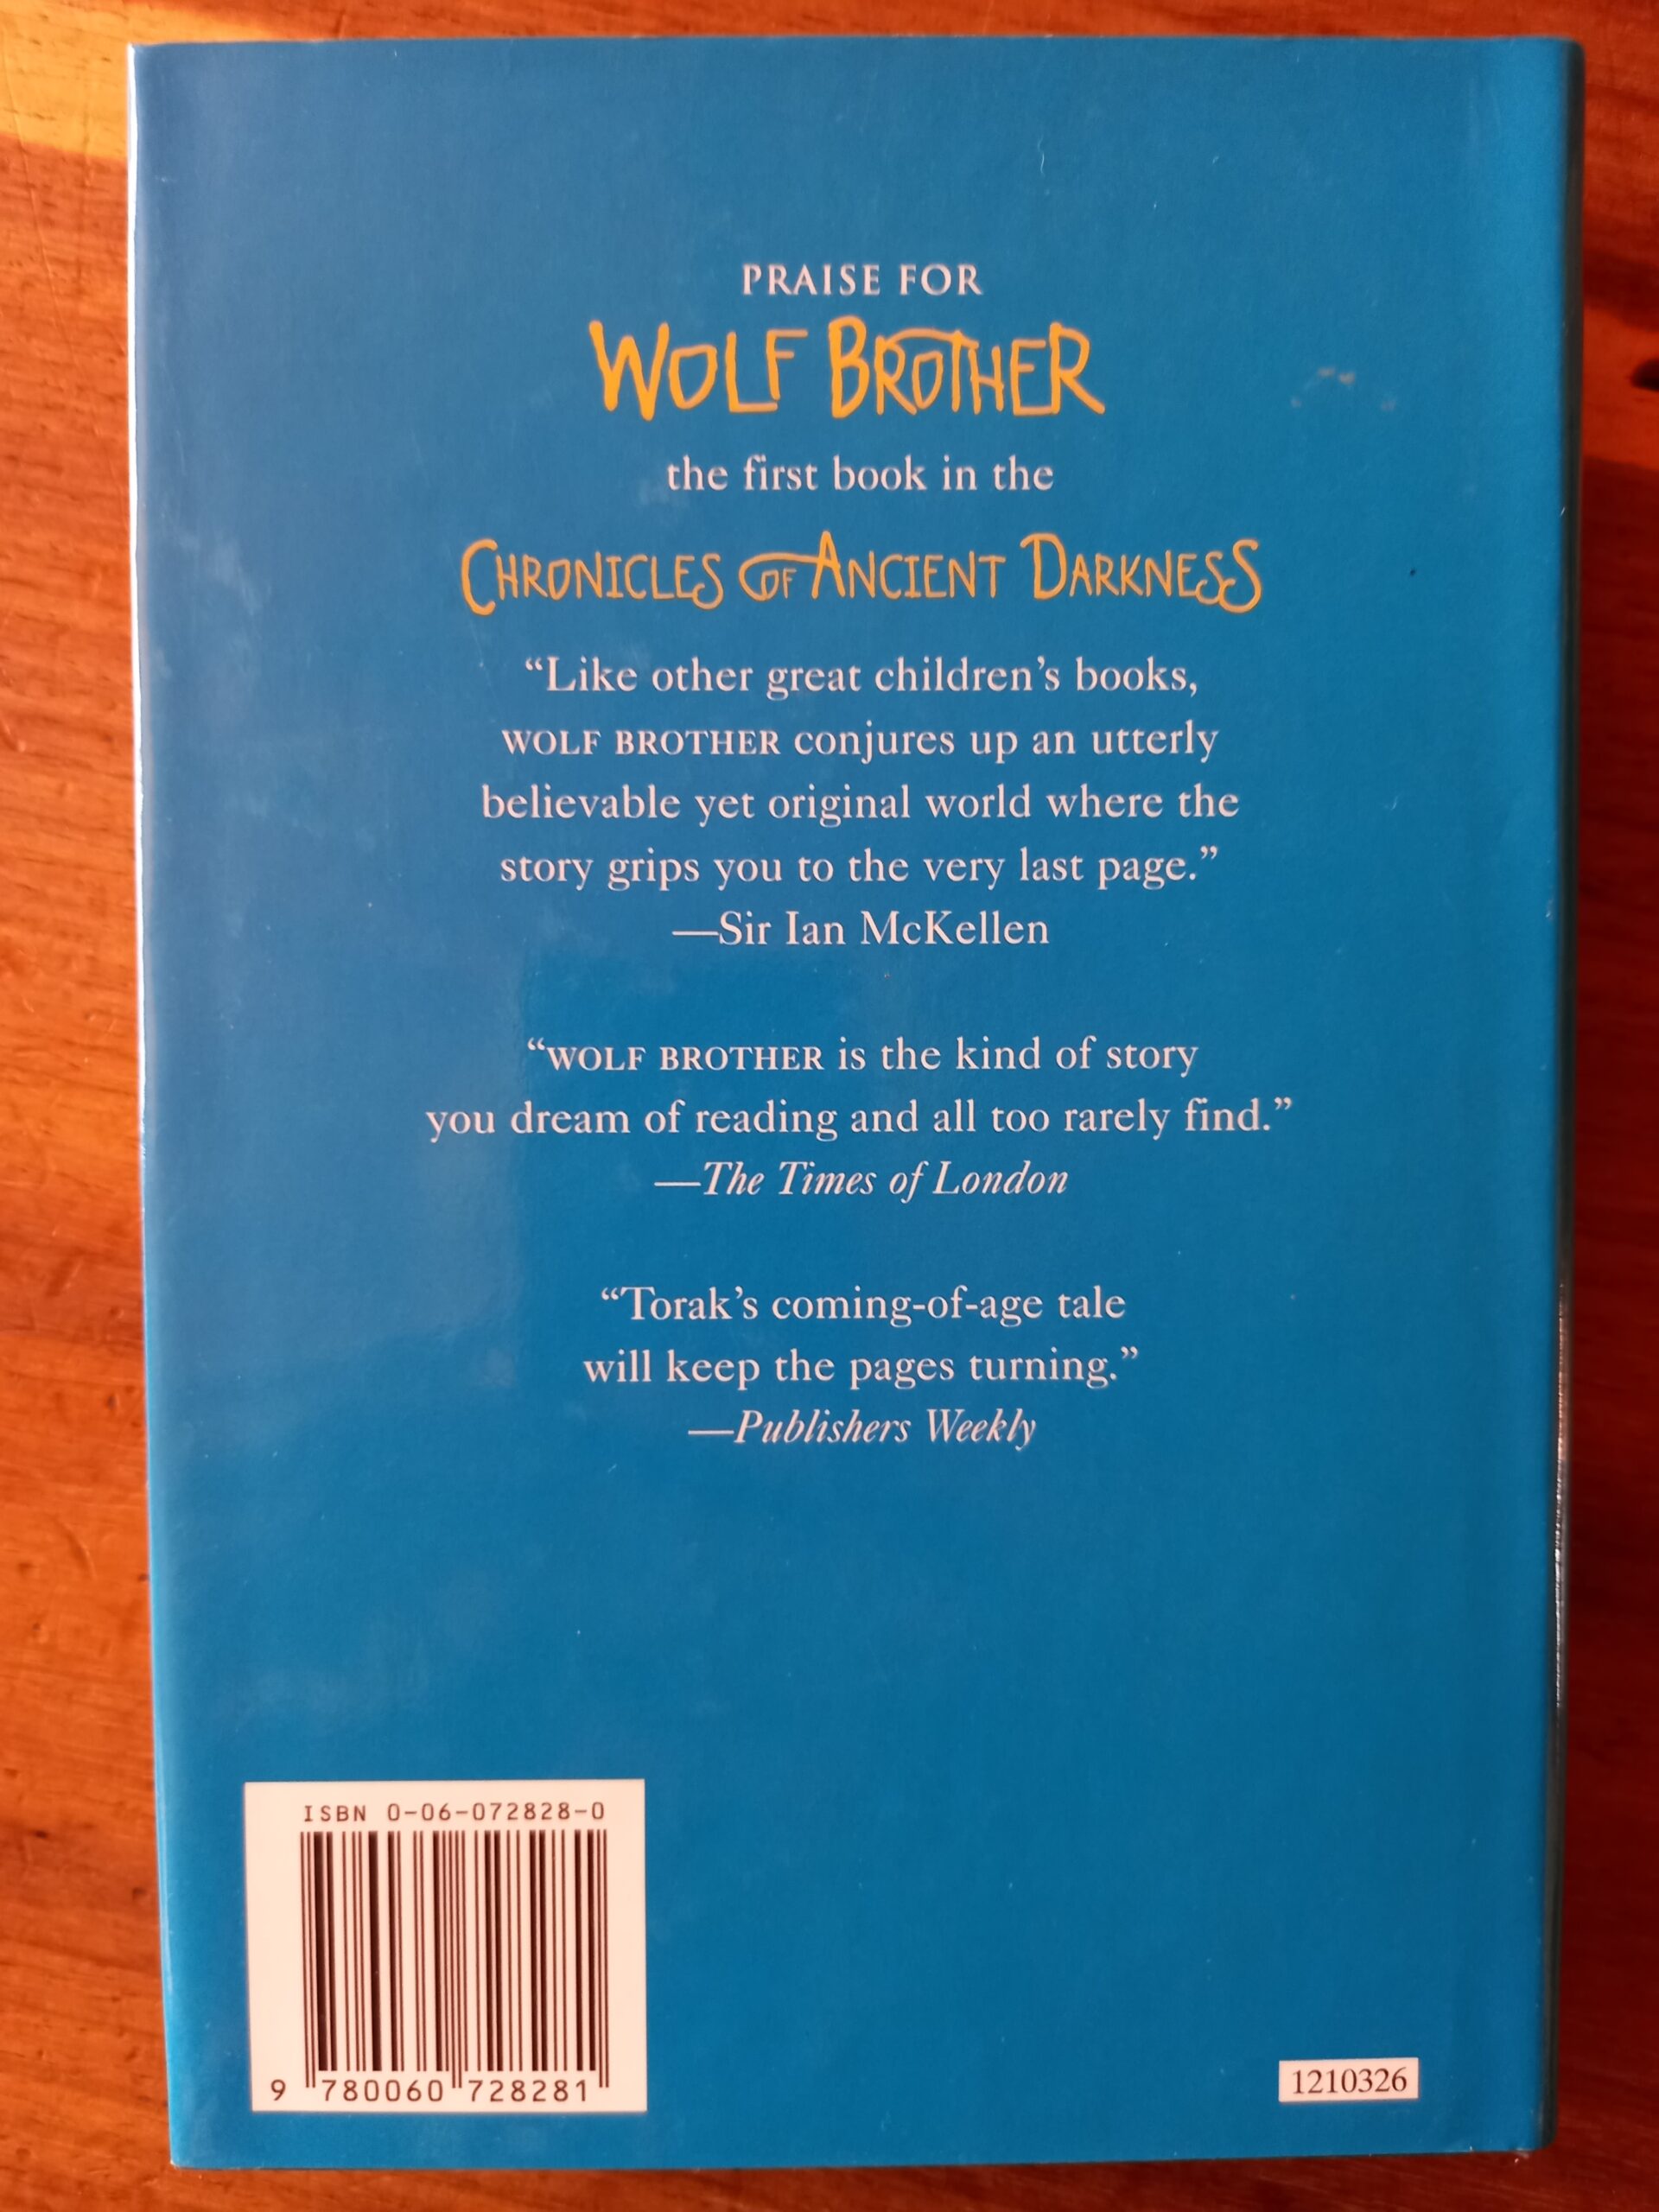 PRAISE FOR
WOLF BROTHER
the first book in the
CHRONICLES OF ANCIENT DARKNESS
“Like other great children’s books,
WOLF BROTHER conjures up an utterly
believable yet original world where the
story grips you to the very last page.”
—Sir Ian McKellen
“WOLF BROTHER is the kind of story
you dream of reading and all too rarely find.”
—The Times of London
“Torak’s coming-of-age tale
will keep the pages turning.”
—Publishers Weekly
ISBN 0-06-072828-0
9 780060 728281
1210326